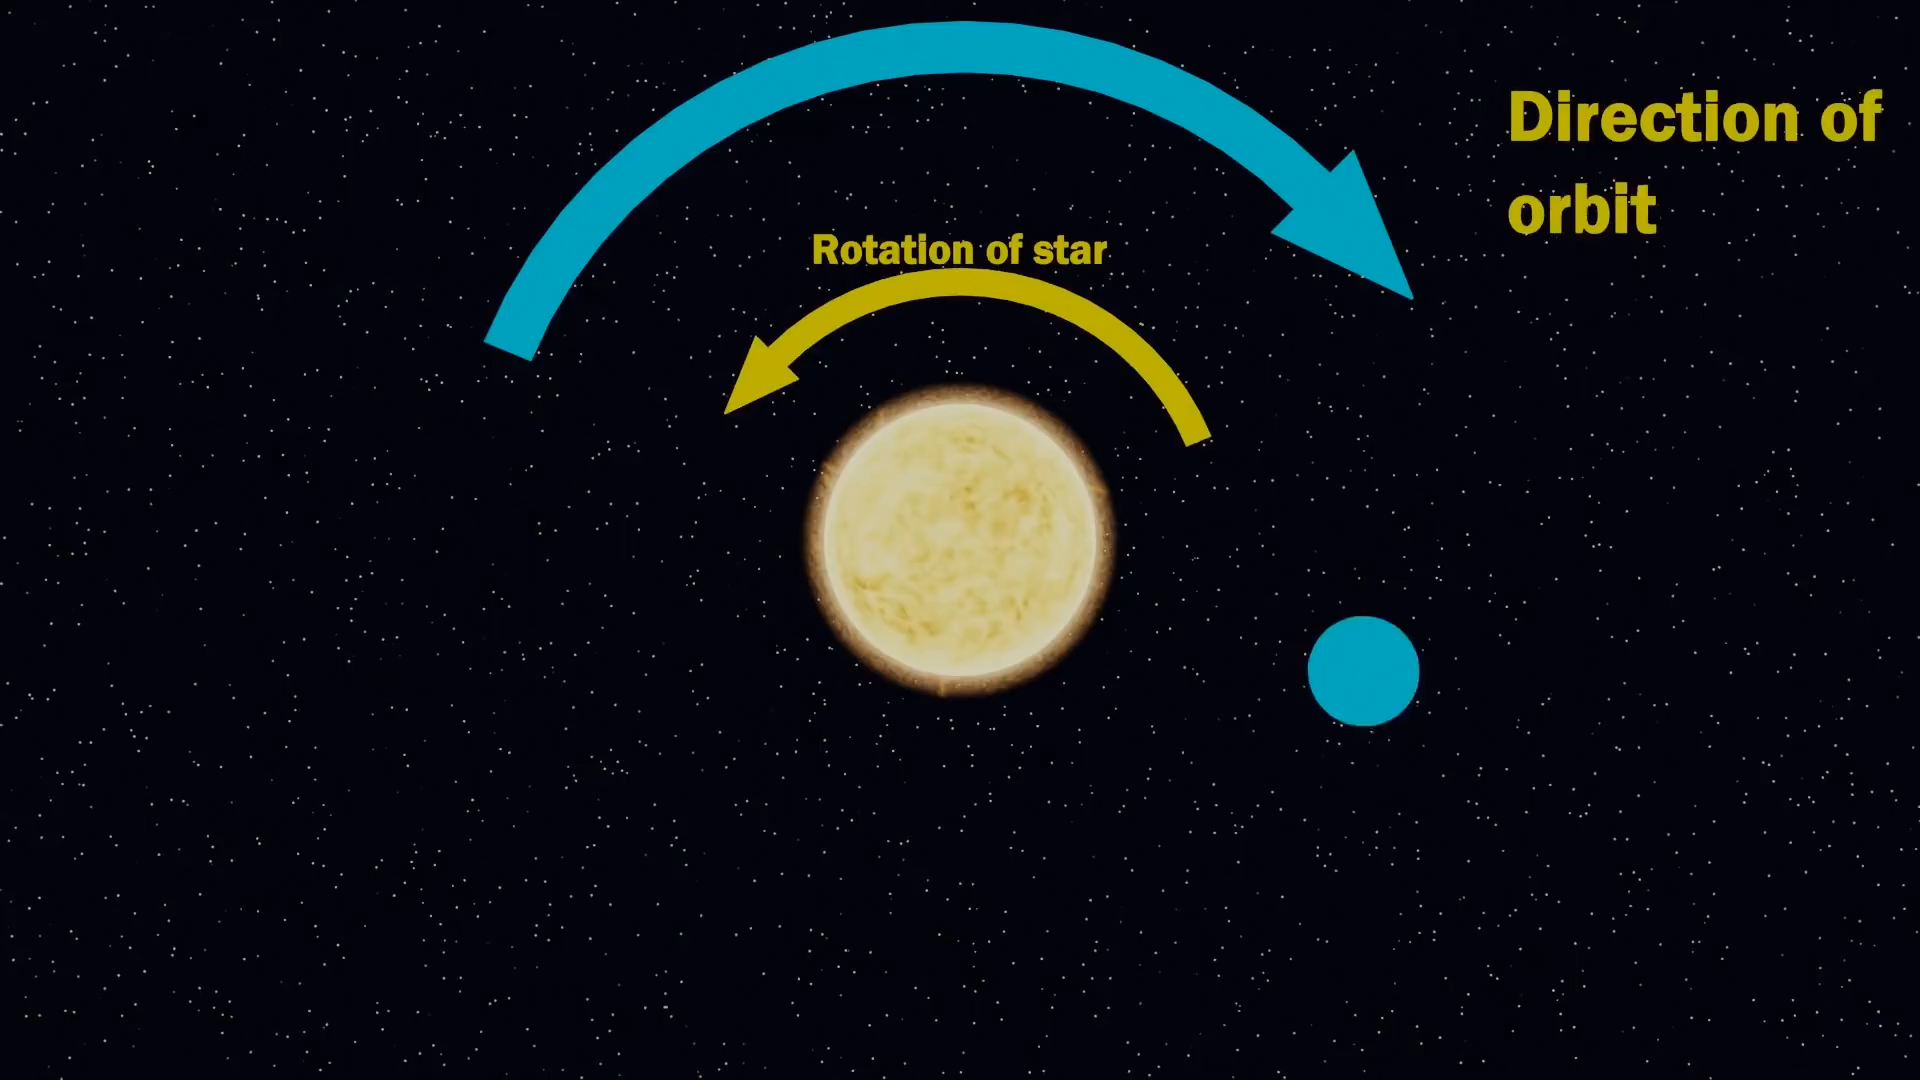 Direction of
orbit
Rotation of star